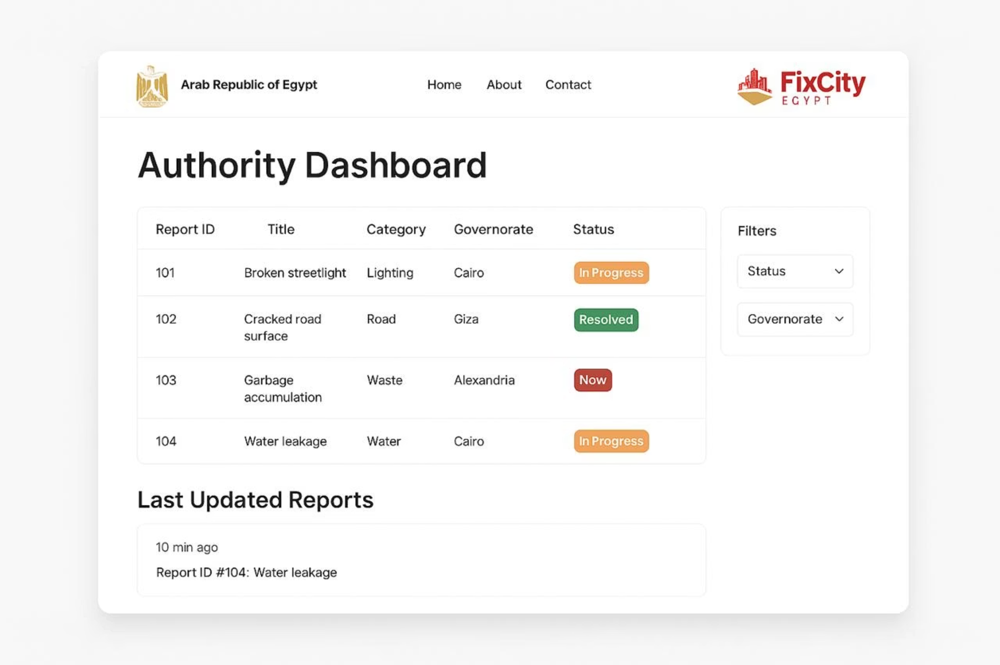 Arab Republic of Egypt
Home About Contact
FixCity
EGYPT
Authority Dashboard
Report ID Title Category Governorate Status
101 Broken streetlight Lighting Cairo In Progress
102 Cracked road surface Road Giza Resolved
103 Garbage accumulation Waste Alexandria Now
104 Water leakage Water Cairo In Progress
Filters
Status
Governorate
Last Updated Reports
10 min ago
Report ID #104: Water leakage